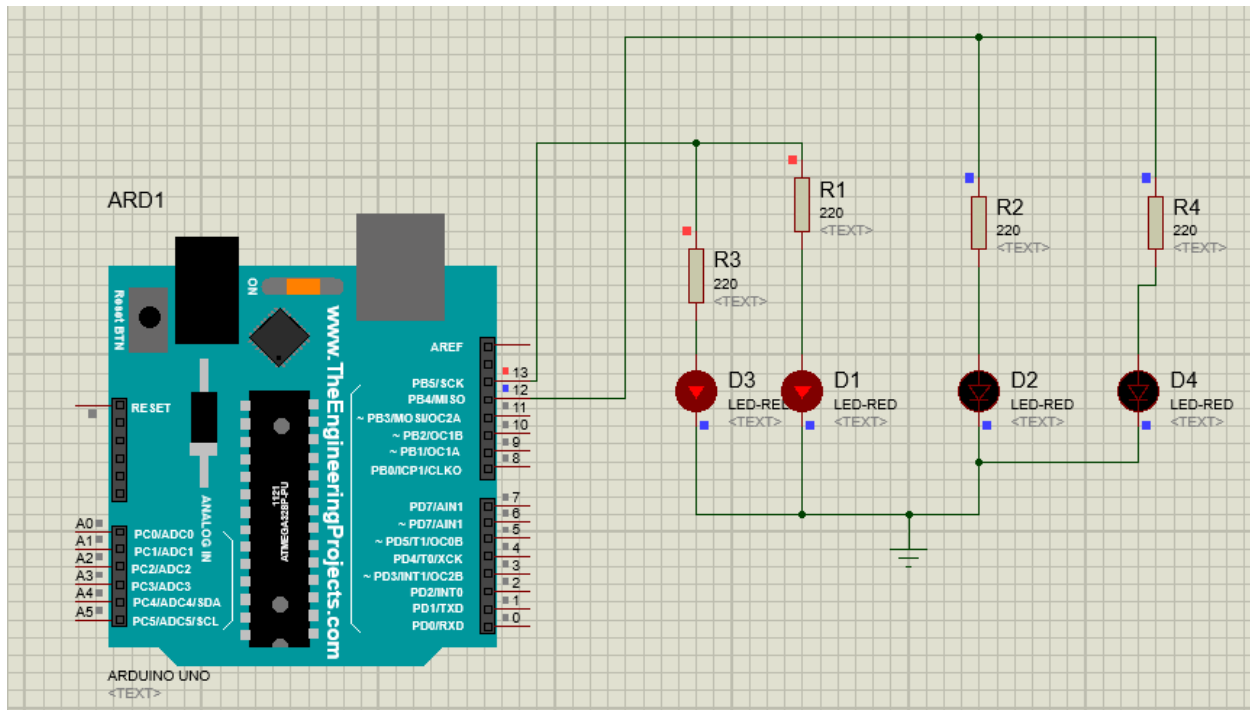 ARD1
Reset BTN
ON
www.TheEngineeringProjects.com
RESET
ANALOG IN
1121
ATMEGA328P-PU
AREF
PB5/SCK 13
PB4/MISO 12
~ PB3/MOSI/OC2A 11
~ PB2/OC1B 10
~ PB1/OC1A 9
PB0/ICP1/CLKO 8
PD7/AIN1 7
~ PD7/AIN1 6
~ PD5/T1/OC0B 5
PD4/T0/XCK 4
~ PD3/INT1/OC2B 3
PD2/INT0 2
PD1/TXD 1
PD0/RXD 0
A0 PC0/ADC0
A1 PC1/ADC1
A2 PC2/ADC2
A3 PC3/ADC3
A4 PC4/ADC4/SDA
A5 PC5/ADC5/SCL
ARDUINO UNO
<TEXT>
R3
220
<TEXT>
R1
220
<TEXT>
R2
220
<TEXT>
R4
220
<TEXT>
D3
LED-RED
<TEXT>
D1
LED-RED
<TEXT>
D2
LED-RED
<TEXT>
D4
LED-RED
<TEXT>